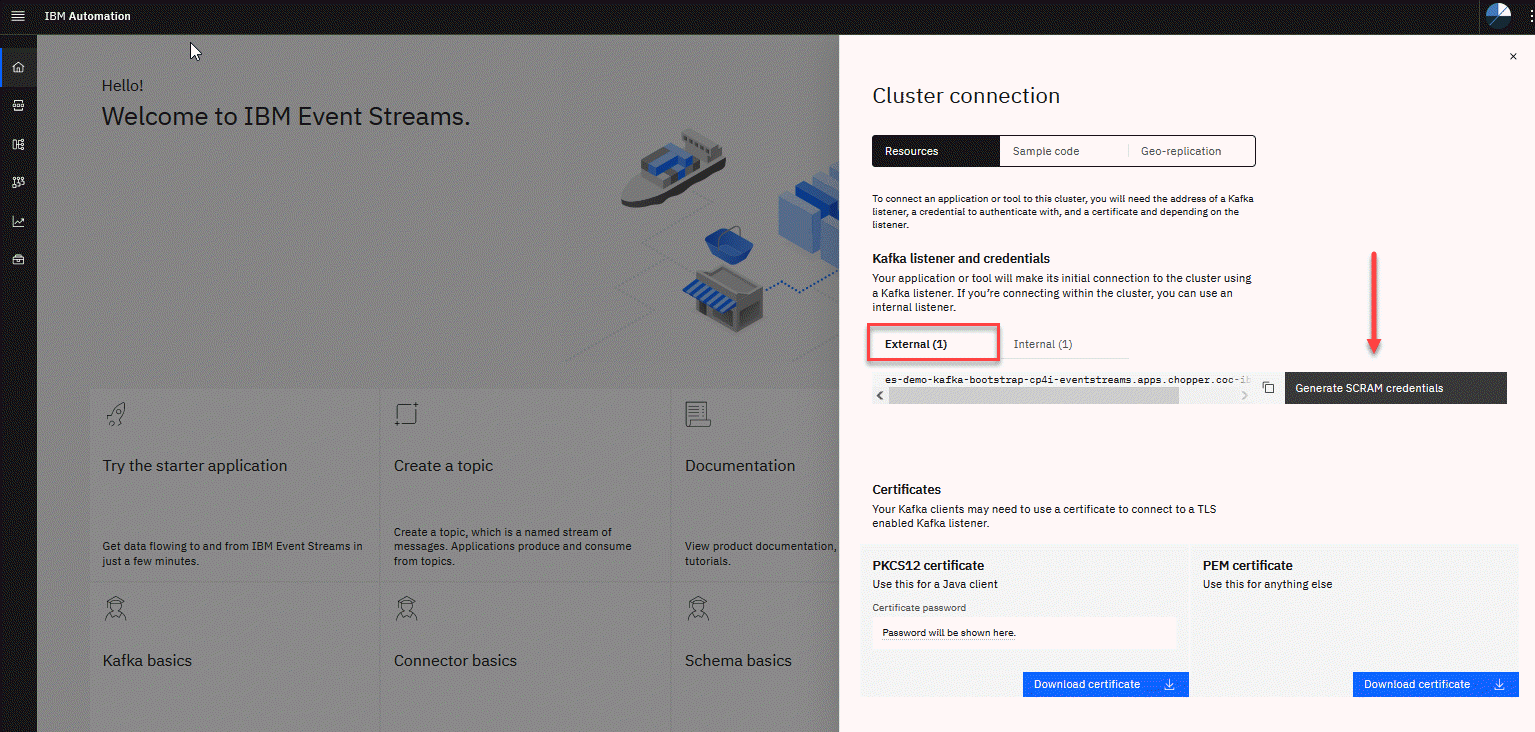 IBM Automation
Hello!
Welcome to IBM Event Streams.
Try the starter application
Get data flowing to and from IBM Event Streams in
just a few minutes.
Create a topic
Create a topic, which is a named stream of
messages. Applications produce and consume
from topics.
Documentation
View product documentation,
tutorials.
Kafka basics
Connector basics
Schema basics
Cluster connection
Resources
Sample code
Geo-replication
To connect an application or tool to this cluster, you will need the address of a Kafka
listener, a credential to authenticate with, and a certificate and depending on the
listener.
Kafka listener and credentials
Your application or tool will make its initial connection to the cluster using
a Kafka listener. If you’re connecting within the cluster, you can use an
internal listener.
External (1)
Internal (1)
es-demo-kafka-bootstrap-cp4i-eventstreams.apps.chopper.coc-ib
Generate SCRAM credentials
Certificates
Your Kafka clients may need to use a certificate to connect to a TLS
enabled Kafka listener.
PKCS12 certificate
Use this for a Java client
Certificate password
Password will be shown here.
Download certificate
PEM certificate
Use this for anything else
Download certificate